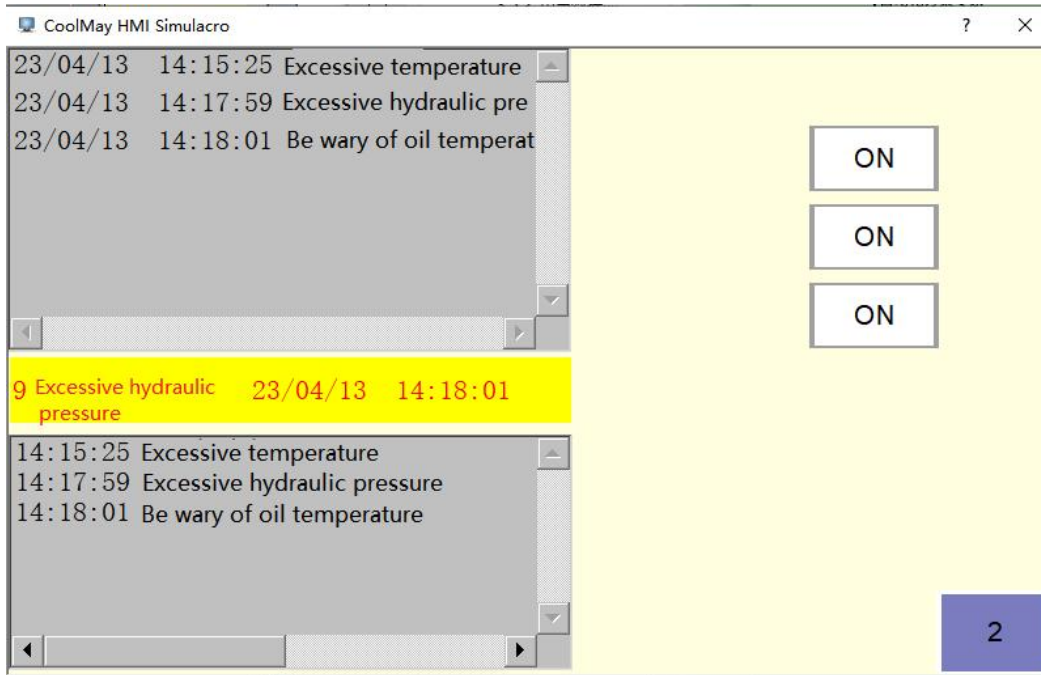 CoolMay HMI Simulacro ?
23/04/13 14:15:25 Excessive temperature
23/04/13 14:17:59 Excessive hydraulic pre
23/04/13 14:18:01 Be wary of oil temperat
ON
ON
ON
9 Excessive hydraulic 23/04/13 14:18:01
pressure
14:15:25 Excessive temperature
14:17:59 Excessive hydraulic pressure
14:18:01 Be wary of oil temperature
2